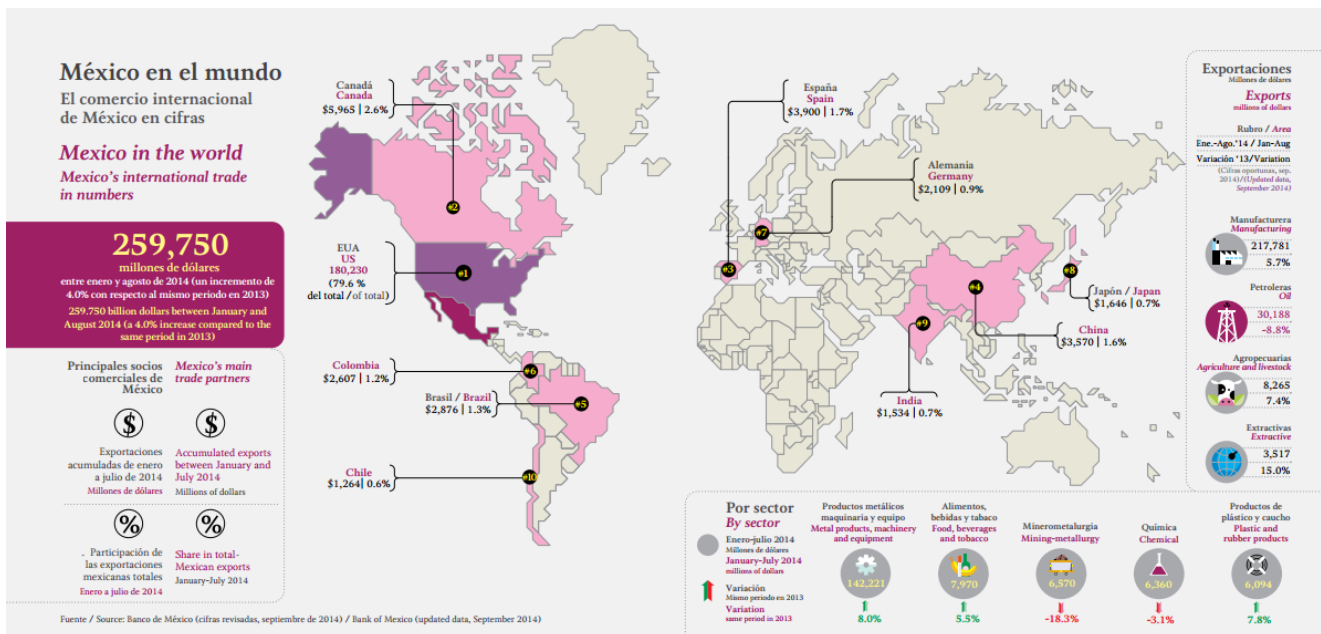 México en el mundo
El comercio internacional
de México en cifras
Mexico in the world
Mexico's international trade
in numbers
259,750
millones de dólares
entre enero y agosto de 2014 (un incremento de
4.0% con respecto al mismo periodo en 2013)
259.750 billion dollars between January and
August 2014 (a 4.0% increase compared to the
same period in 2013)
Principales socios
comerciales de
México
Mexico's main
trade partners
$
$
Exportaciones
acumuladas de enero
a julio de 2014
Millones de dólares
Accumulated exports
between January and
July 2014
Millions of dollars
%
%
. Participación de
las exportaciones
mexicanas totales
Enero a julio de 2014
Share in total-
Mexican exports
January-July 2014
Canadá
Canada
$5,965 | 2.6%
#2
EUA
US
180,230
(79.6 %
del total / of total)
#1
Colombia
$2,607 | 1.2%
#6
Brasil / Brazil
$2,876 | 1.3%
#5
Chile
$1,264 | 0.6%
#10
España
Spain
$3,900 | 1.7%
#3
Alemania
Germany
$2,109 | 0.9%
#7
#4
#8
Japón / Japan
$1,646 | 0.7%
China
$3,570 | 1.6%
#9
India
$1,534 | 0.7%
Exportaciones
Millones de dólares
Exports
millions of dollars
Rubro / Area
Ene.-Ago.'14 / Jan-Aug
Variación '13/Variation
(Cifras oportunas, sep.
2014)/(Updated data,
September 2014)
Manufacturera
Manufacturing
217,781
5.7%
Petroleras
Oil
30,188
-8.8%
Agropecuarias
Agriculture and livestock
8,265
7.4%
Extractivas
Extractive
3,517
15.0%
Por sector
By sector
Enero-julio 2014
Millones de dólares
January-July 2014
millions of dollars
Variación
Mismo periodo en 2013
Variation
same period in 2013
Productos metálicos
maquinaria y equipo
Metal products, machinery
and equipment
142,221
8.0%
Alimentos,
bebidas y tabaco
Food, beverages
and tobacco
7,970
5.5%
Minerometalurgia
Mining-metallurgy
6,570
-18.3%
Química
Chemical
6,360
-3.1%
Productos de
plástico y caucho
Plastic and
rubber products
6,094
7.8%
Fuente / Source: Banco de México (cifras revisadas, septiembre de 2014) / Bank of Mexico (updated data, September 2014)